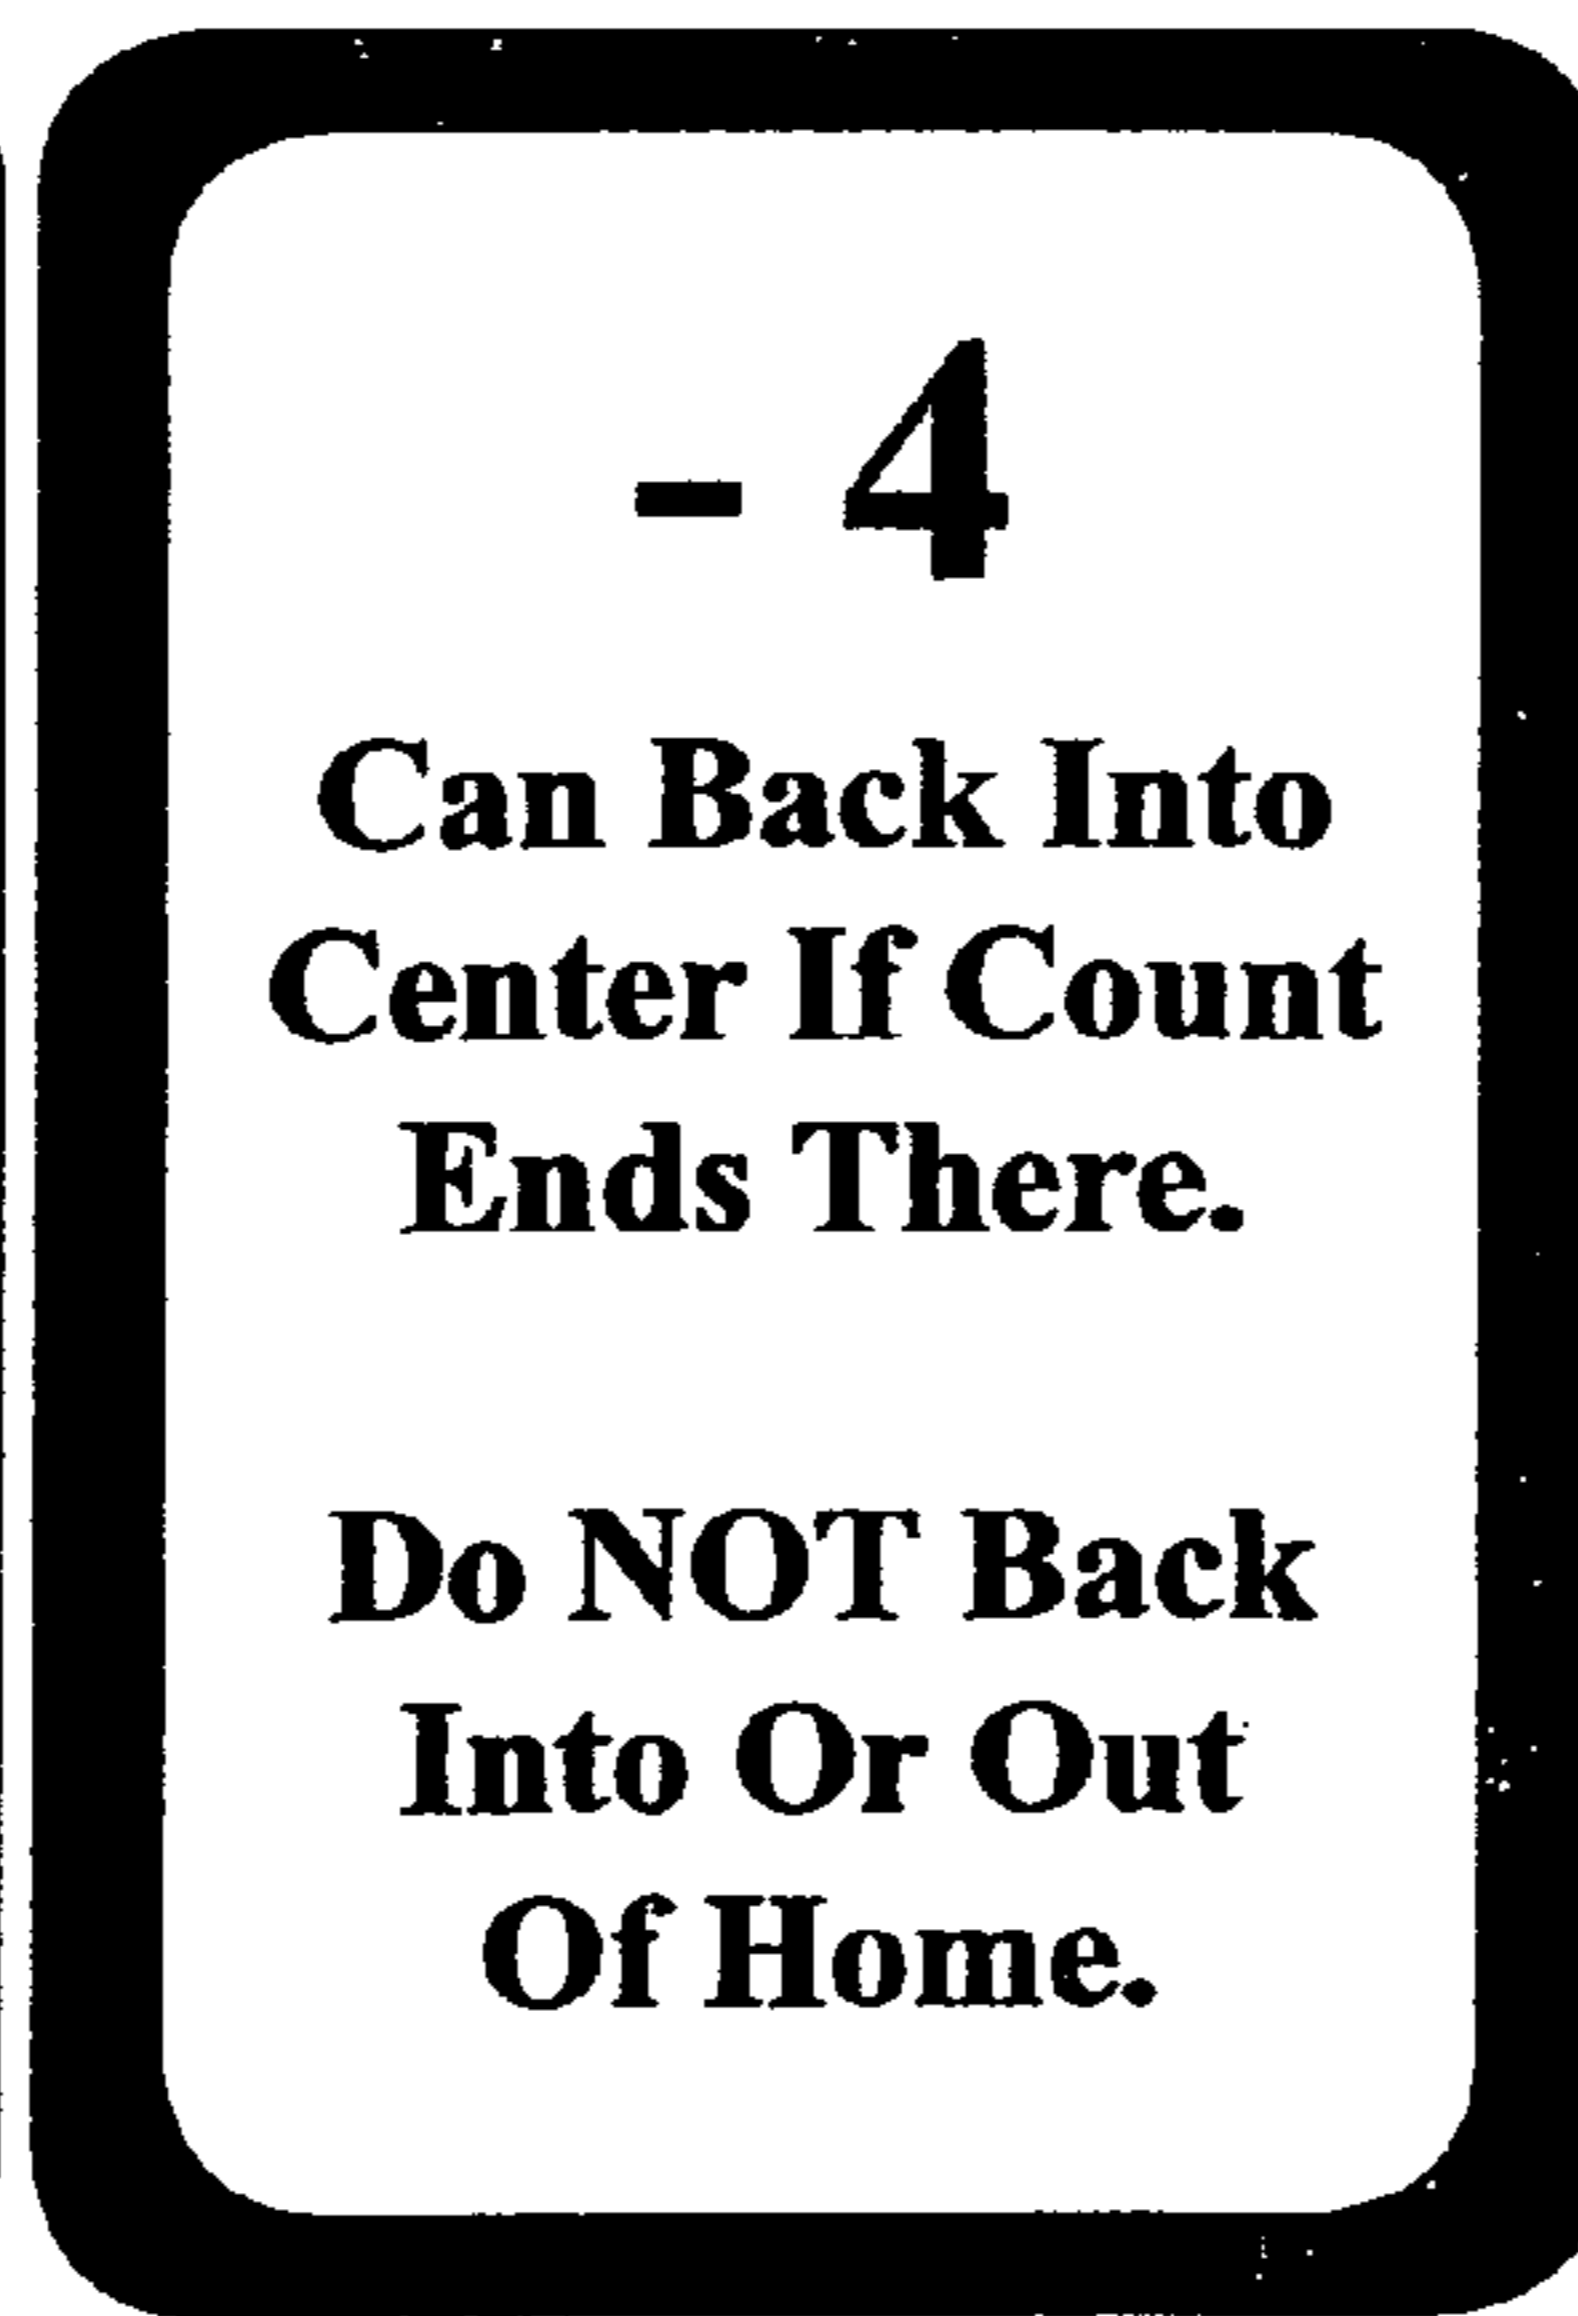 - 4
Can Back Into
Center If Count
Ends There.
Do NOT Back
Into Or Out
Of Home.